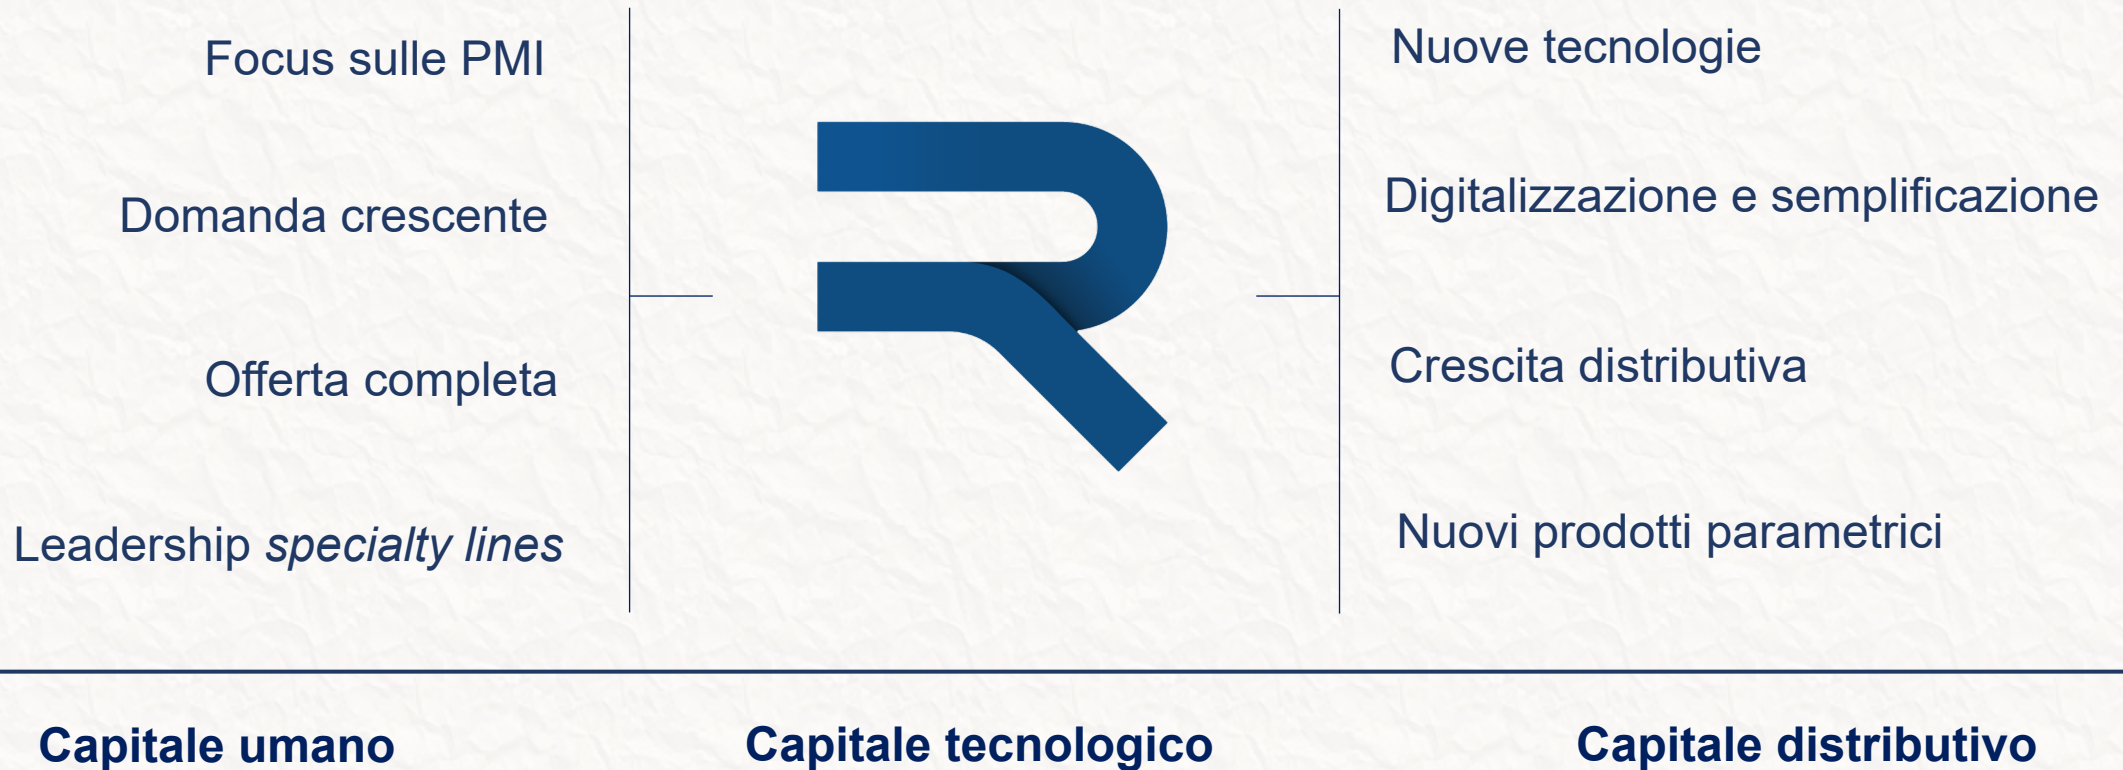 Focus sulle PMI
Domanda crescente
Offerta completa
Leadership specialty lines
Nuove tecnologie
Digitalizzazione e semplificazione
Crescita distributiva
Nuovi prodotti parametrici
Capitale umano
Capitale tecnologico
Capitale distributivo